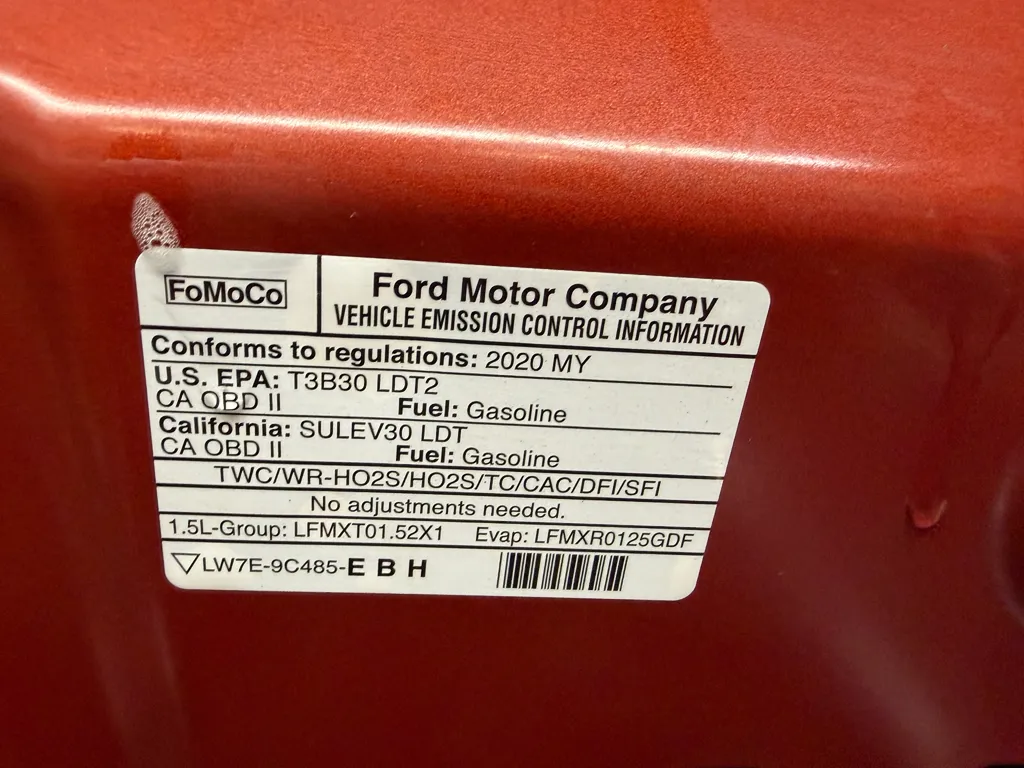 FoMoCo
Ford Motor Company
VEHICLE EMISSION CONTROL INFORMATION
Conforms to regulations: 2020 MY
U.S. EPA: T3B30 LDT2
CA OBD II Fuel: Gasoline
California: SULEV30 LDT
CA OBD II Fuel: Gasoline
TWC/WR-HO2S/HO2S/TC/CAC/DFI/SFI
No adjustments needed.
1.5L-Group: LFMXT01.52X1 Evap: LFMXR0125GDF
LW7E-9C485-E B H